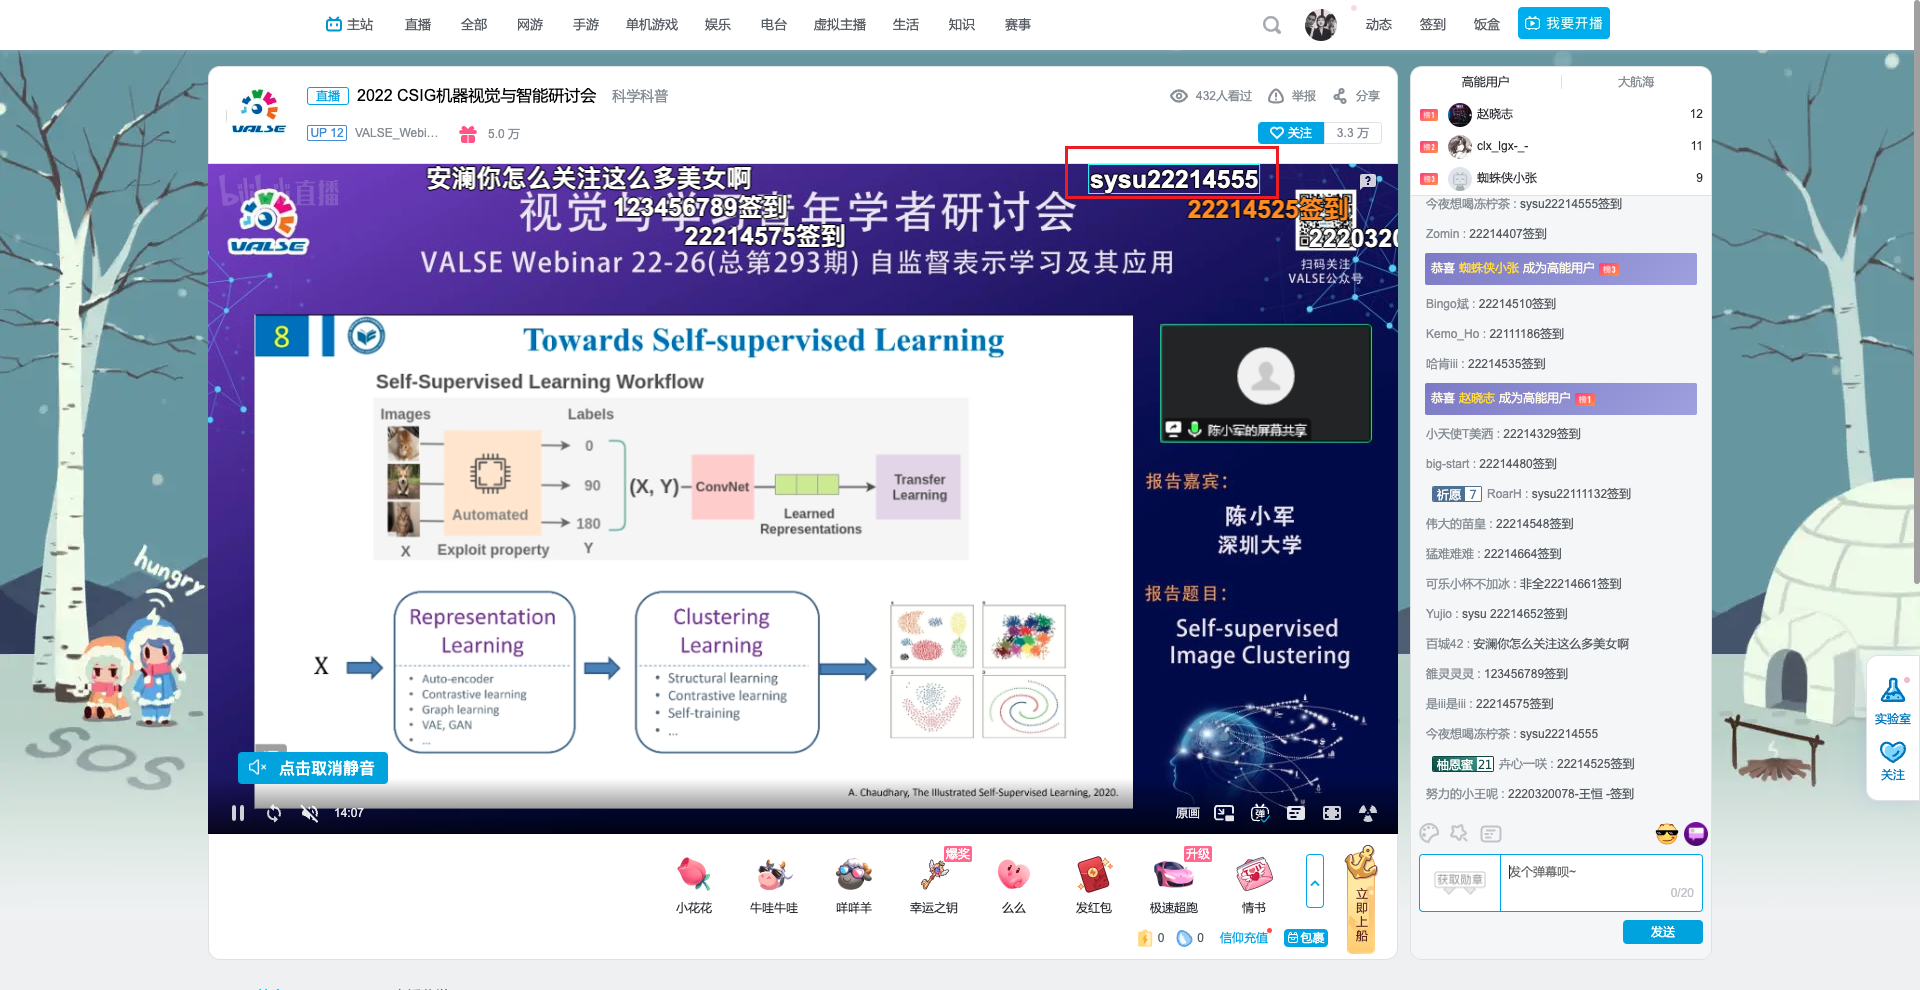 主站 直播 全部 网游 手游 单机游戏 娱乐 电台 虚拟主播 生活 知识 赛事 动态 签到 饭盒 我要开播
直播 2022 CSIG机器视觉与智能研讨会 科学科普
432人看过 举报 分享
VALSE
UP 12 VALSE_Webi... 5.0 万
关注 3.3 万
直播
安澜你怎么关注这么多美女啊
sysu22214555
123456789签到
22214525签到
22214575签到
2220320
VALSE
VALSE Webinar 22-26(总第293期) 自监督表示学习及其应用
扫码关注
VALSE公众号
8
Towards Self-supervised Learning
Self-Supervised Learning Workflow
Images
Labels
0
90
180
Automated
X
Exploit property
Y
(X, Y)
ConvNet
Learned
Representations
Transfer
Learning
X
Representation
Learning
• Auto-encoder
• Contrastive learning
• Graph learning
• VAE, GAN
• ...
Clustering
Learning
• Structural learning
• Contrastive learning
• Self-training
• ...
A. Chaudhary, The Illustrated Self-Supervised Learning, 2020.
陈小军的屏幕共享
报告嘉宾：
陈小军
深圳大学
报告题目：
Self-supervised
Image Clustering
点击取消静音
14:07
原画
弹
爆奖
升级
小花花 牛哇牛哇 咩咩羊 幸运之钥 么么 发红包 极速超跑 情书
立即上船
0 0 信仰充值 包裹
高能用户 大航海
榜1 赵晓志 12
榜2 clx_lgx-_- 11
榜3 蜘蛛侠小张 9
今夜想喝冻柠茶 : sysu22214555签到
Zomin : 22214407签到
恭喜 蜘蛛侠小张 成为高能用户 榜3
Bingo斌 : 22214510签到
Kemo_Ho : 22111186签到
哈肯iii : 22214535签到
恭喜 赵晓志 成为高能用户 榜1
小天使T美洒 : 22214329签到
big-start : 22214480签到
祈愿 7 RoarH : sysu22111132签到
伟大的苗皇 : 22214548签到
猛难难难 : 22214664签到
可乐小杯不加冰 : 非全22214661签到
Yujio : sysu 22214652签到
百城42 : 安澜你怎么关注这么多美女啊
雒灵灵灵 : 123456789签到
是iii是iii : 22214575签到
今夜想喝冻柠茶 : sysu22214555
柚恩蜜 21 卉心一咲 : 22214525签到
努力的小王呢 : 2220320078-王恒 -签到
获取勋章
发个弹幕呗~
0/20
发送
实验室
关注
hungry
SOS